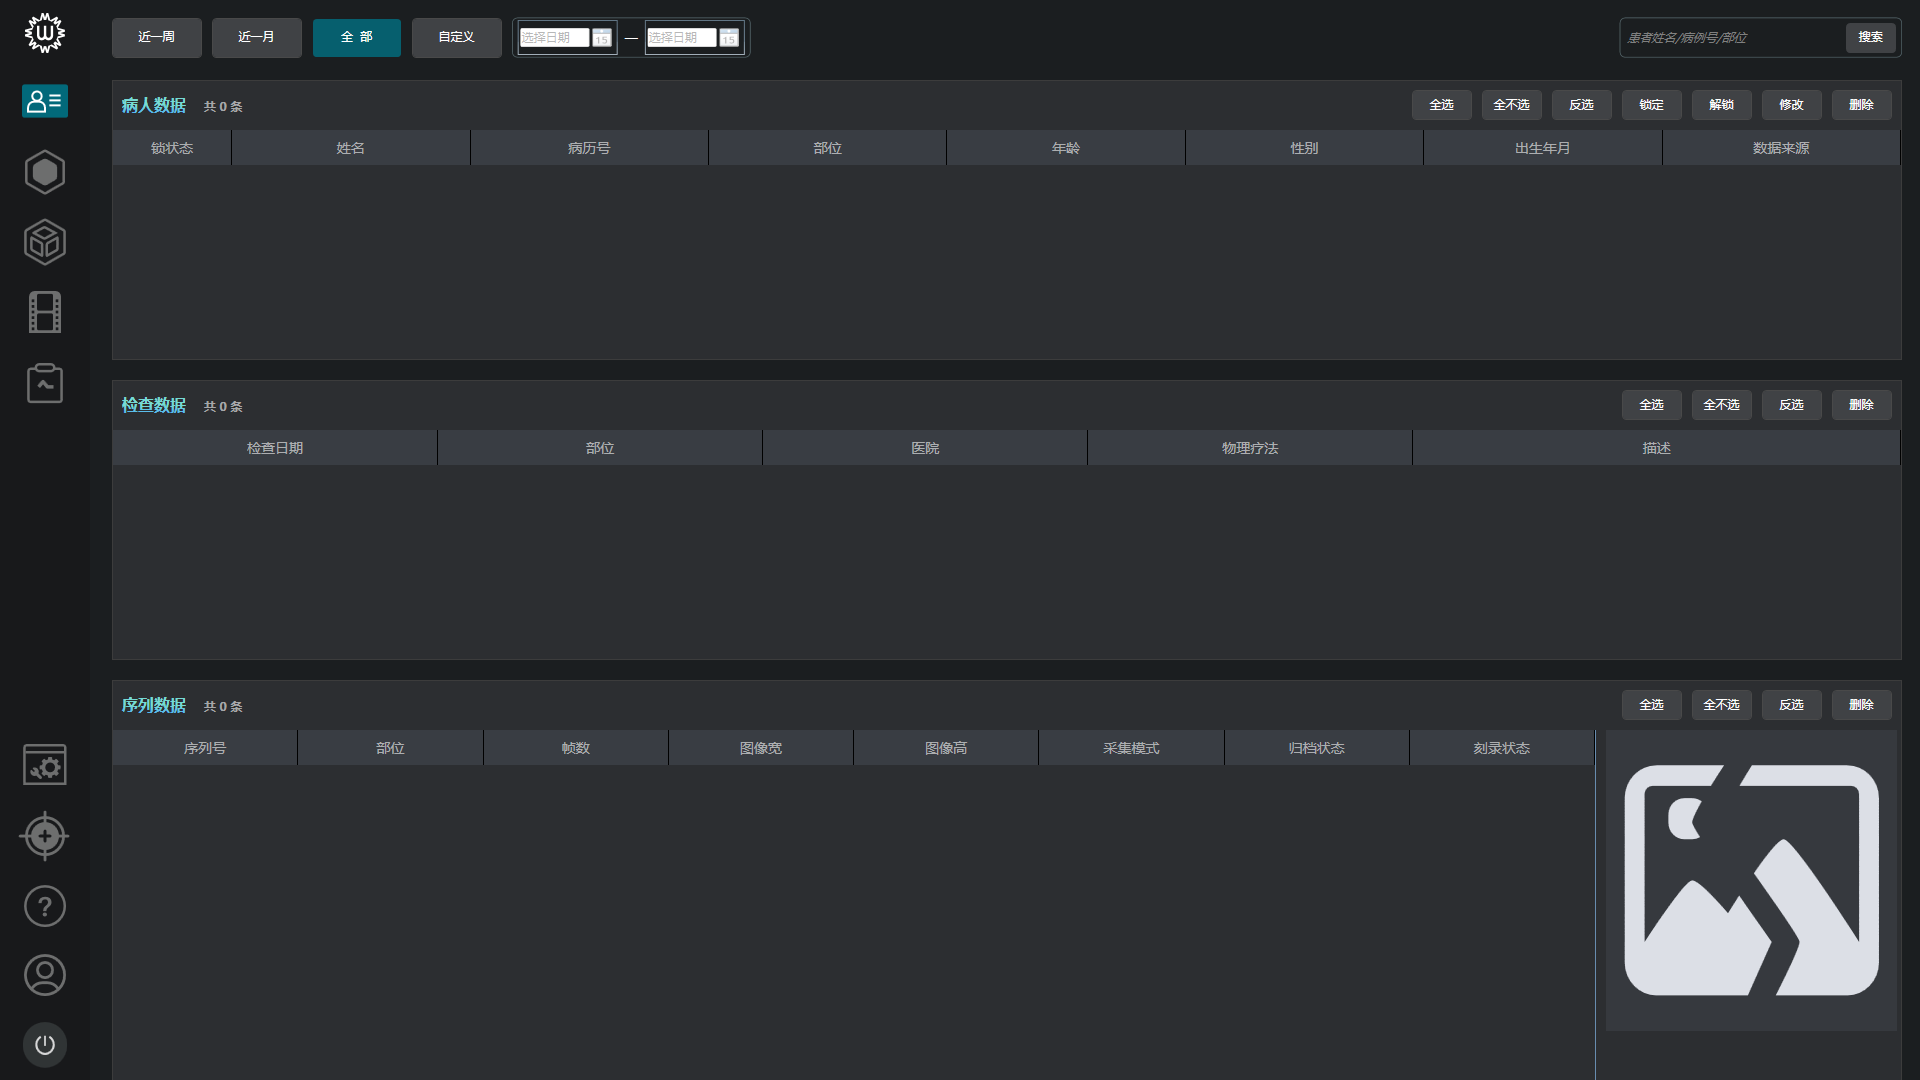 近一周 近一月 全 部 自定义 选择日期 15 — 选择日期 15 患者姓名/病例号/部位 搜索
病人数据 共 0 条 全选 全不选 反选 锁定 解锁 修改 删除
锁状态 姓名 病历号 部位 年龄 性别 出生年月 数据来源
检查数据 共 0 条 全选 全不选 反选 删除
检查日期 部位 医院 物理疗法 描述
序列数据 共 0 条 全选 全不选 反选 删除
序列号 部位 帧数 图像宽 图像高 采集模式 归档状态 刻录状态